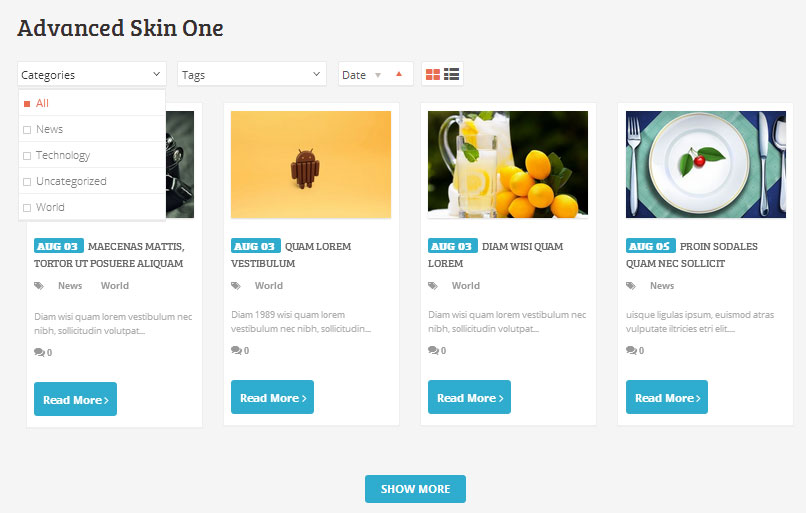 Advanced Skin One
Categories
Tags
Date
All
News
Technology
Uncategorized
World
AUG 03 MAECENAS MATTIS,
TORTOR UT POSUERE ALIQUAM
News World
Diam wisi quam lorem vestibulum nec
nibh, sollicitudin volutpat...
0
Read More
AUG 03 QUAM LOREM
VESTIBULUM
World
Diam 1989 wisi quam lorem
vestibulum nec nibh, sollicitudin...
0
Read More
AUG 03 DIAM WISI QUAM
LOREM
World
Diam wisi quam lorem vestibulum nec
nibh, sollicitudin volutpat...
0
Read More
AUG 05 PROIN SODALES
QUAM NEC SOLLICIT
News
uisque ligulas ipsum, euismod atras
vulputate iltricies etri elit....
0
Read More
SHOW MORE